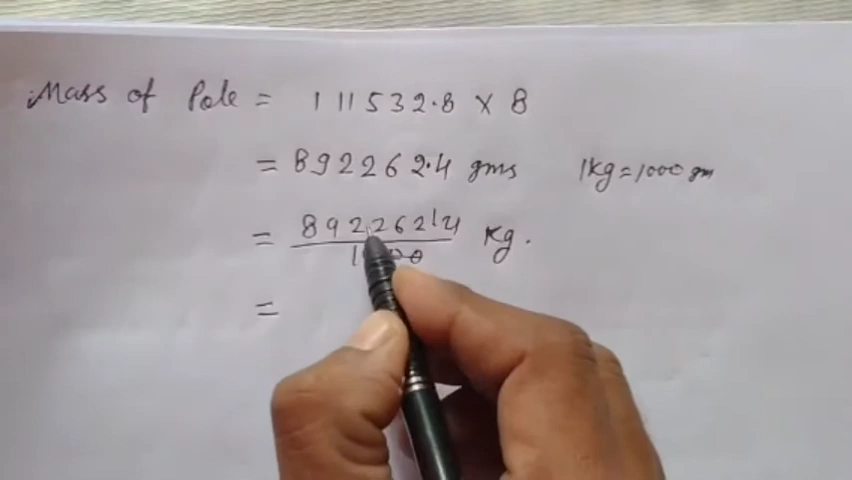 Mass of Pole = 111532.8 × 8
= 892262.4 gms 1kg = 1000 gm
= 892262.4 Kg.
1000
=